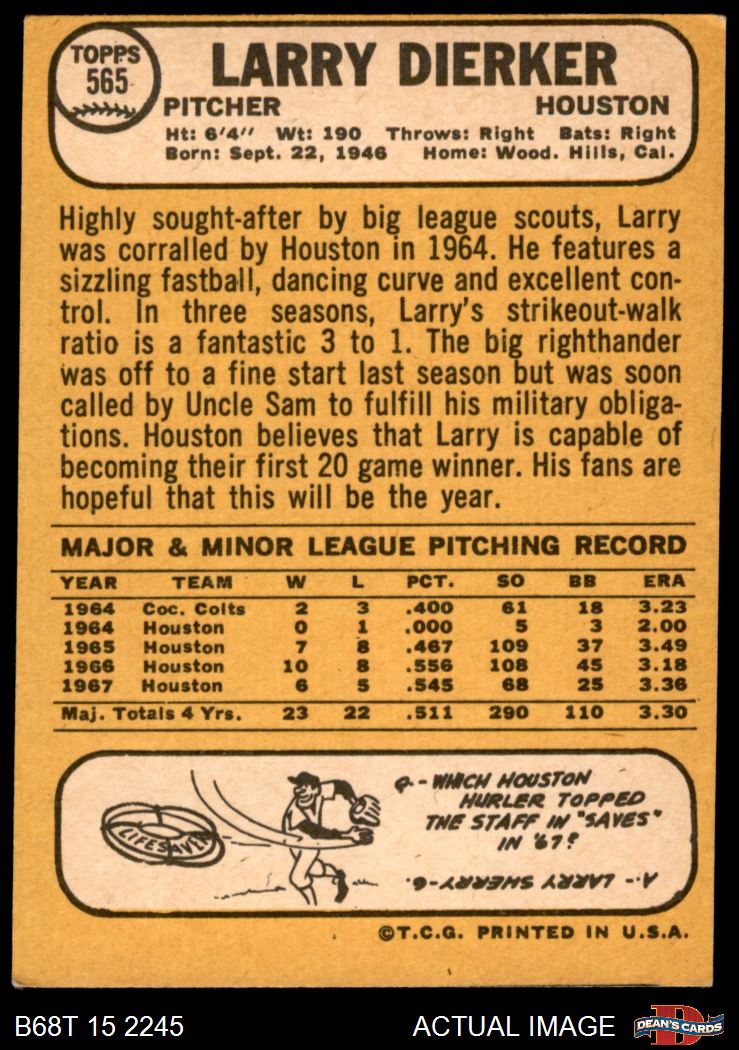 TOPPS
565
LARRY DIERKER
PITCHER HOUSTON
Ht: 6'4" Wt: 190 Throws: Right Bats: Right
Born: Sept. 22, 1946 Home: Wood. Hills, Cal.
Highly sought-after by big league scouts, Larry
was corralled by Houston in 1964. He features a
sizzling fastball, dancing curve and excellent con-
trol. In three seasons, Larry's strikeout-walk
ratio is a fantastic 3 to 1. The big righthander
was off to a fine start last season but was soon
called by Uncle Sam to fulfill his military obliga-
tions. Houston believes that Larry is capable of
becoming their first 20 game winner. His fans are
hopeful that this will be the year.
MAJOR & MINOR LEAGUE PITCHING RECORD
YEAR TEAM W L PCT. SO BB ERA
1964 Coc. Colts 2 3 .400 61 18 3.23
1964 Houston 0 1 .000 5 3 2.00
1965 Houston 7 8 .467 109 37 3.49
1966 Houston 10 8 .556 108 45 3.18
1967 Houston 6 5 .545 68 25 3.36
Maj. Totals 4 Yrs. 23 22 .511 290 110 3.30
LIFESAVER
Q-- WHICH HOUSTON
HURLER TOPPED
THE STAFF IN "SAVES"
IN '67?
A-- LARRY SHERRY-6.
©T.C.G. PRINTED IN U.S.A.
B68T 15 2245 ACTUAL IMAGE
DEAN'S CARDS